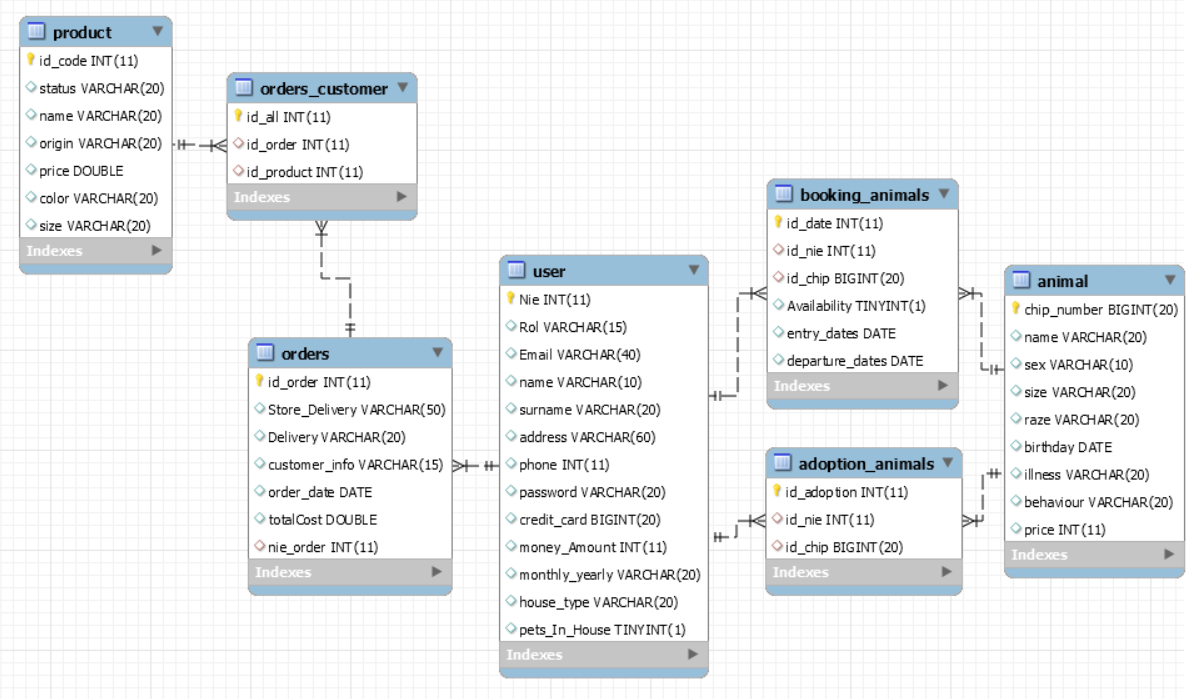 product
id_code INT(11)
status VARCHAR(20)
name VARCHAR(20)
origin VARCHAR(20)
price DOUBLE
color VARCHAR(20)
size VARCHAR(20)
Indexes
orders_customer
id_all INT(11)
id_order INT(11)
id_product INT(11)
Indexes
orders
id_order INT(11)
Store_Delivery VARCHAR(50)
Delivery VARCHAR(20)
customer_info VARCHAR(15)
order_date DATE
totalCost DOUBLE
nie_order INT(11)
Indexes
user
Nie INT(11)
Rol VARCHAR(15)
Email VARCHAR(40)
name VARCHAR(10)
surname VARCHAR(20)
address VARCHAR(60)
phone INT(11)
password VARCHAR(20)
credit_card BIGINT(20)
money_Amount INT(11)
monthly_yearly VARCHAR(20)
house_type VARCHAR(20)
pets_In_House TINYINT(1)
Indexes
booking_animals
id_date INT(11)
id_nie INT(11)
id_chip BIGINT(20)
Availability TINYINT(1)
entry_dates DATE
departure_dates DATE
Indexes
adoption_animals
id_adoption INT(11)
id_nie INT(11)
id_chip BIGINT(20)
Indexes
animal
chip_number BIGINT(20)
name VARCHAR(20)
sex VARCHAR(10)
size VARCHAR(20)
raze VARCHAR(20)
birthday DATE
illness VARCHAR(20)
behaviour VARCHAR(20)
price INT(11)
Indexes